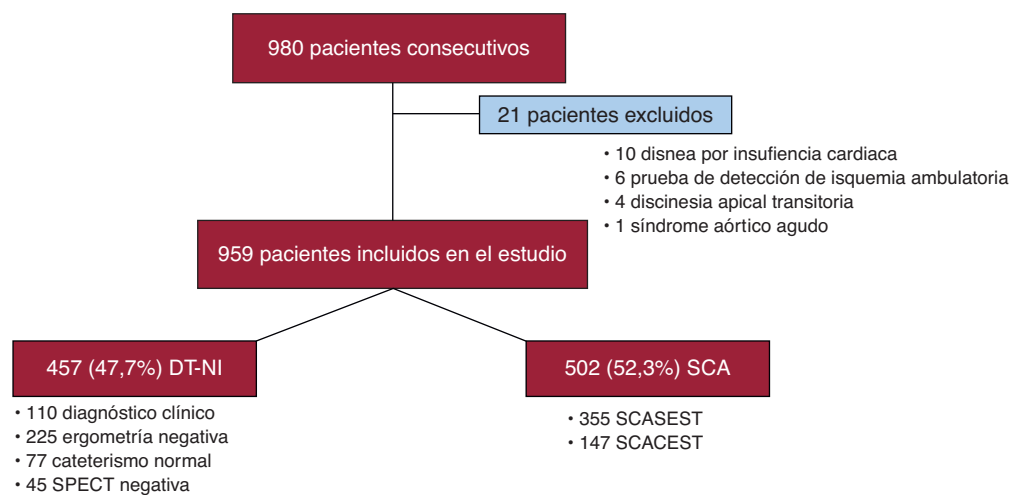 980 pacientes consecutivos
21 pacientes excluidos
• 10 disnea por insufiencia cardiaca
• 6 prueba de detección de isquemia ambulatoria
• 4 discinesia apical transitoria
• 1 síndrome aórtico agudo
959 pacientes incluidos en el estudio
457 (47,7%) DT-NI
• 110 diagnóstico clínico
• 225 ergometría negativa
• 77 cateterismo normal
• 45 SPECT negativa
502 (52,3%) SCA
• 355 SCASEST
• 147 SCACEST